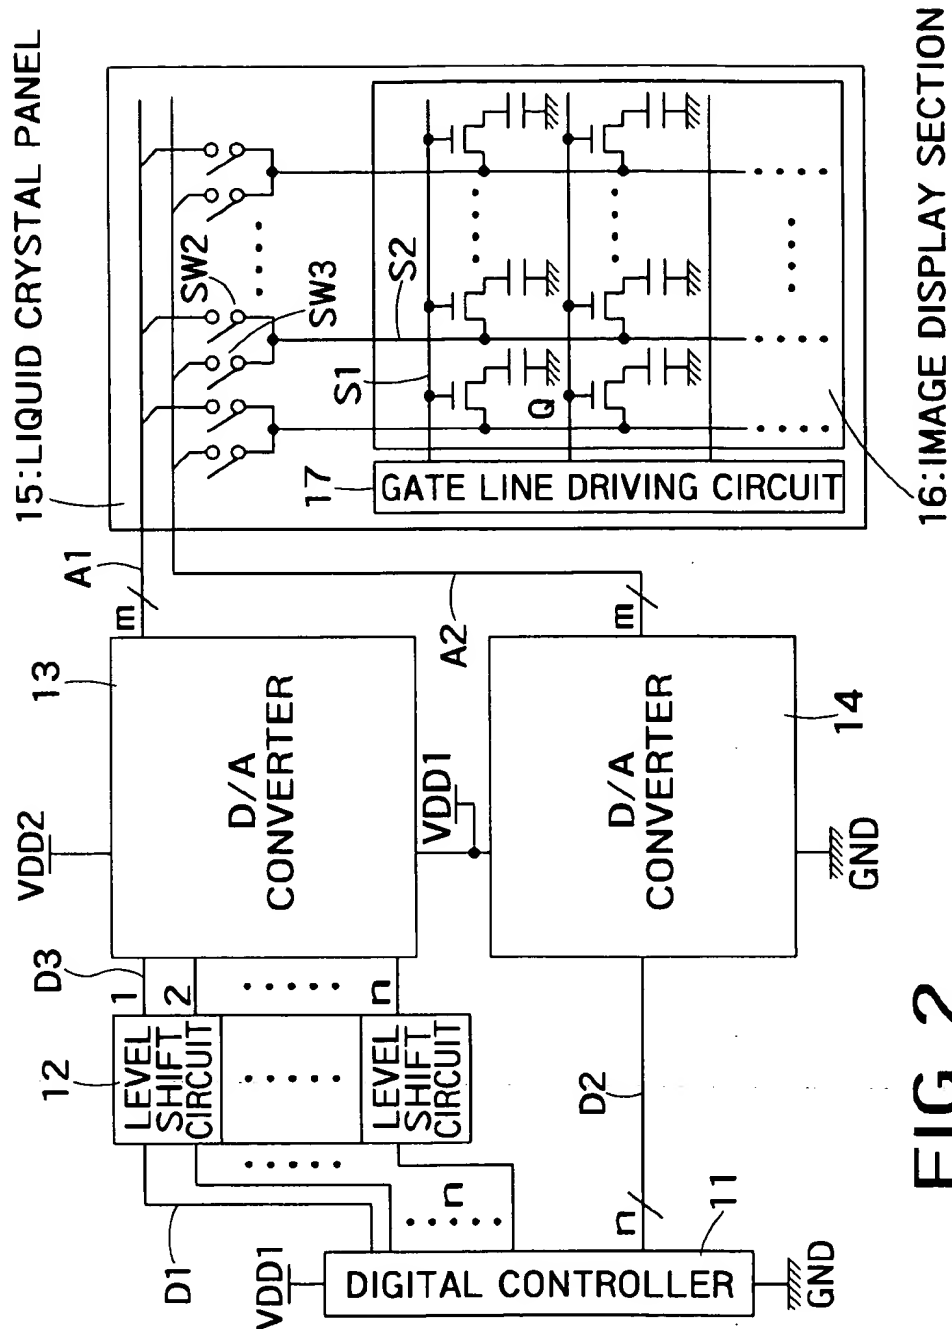 15:LIQUID CRYSTAL PANEL
SW2
SW3
S1
S2
Q
17
GATE LINE DRIVING CIRCUIT
16:IMAGE DISPLAY SECTION
A1
m
A2
m
VDD2
13
D/A
CONVERTER
VDD1
D/A
CONVERTER
14
GND
D3
1
2
n
12
LEVEL
SHIFT
CIRCUIT
LEVEL
SHIFT
CIRCUIT
D1
n
D2
n
VDD1
DIGITAL CONTROLLER
11
GND
FIG. 2